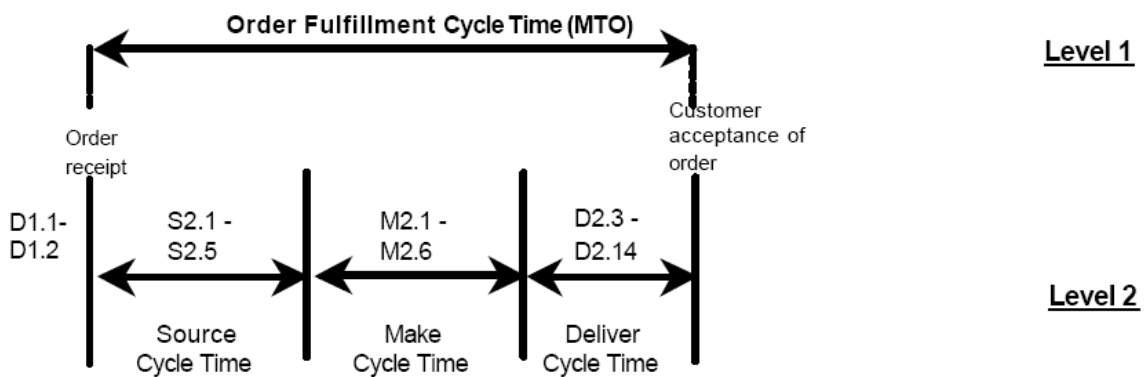 Order Fulfillment Cycle Time (MTO)
Level 1
Order
receipt
Customer
acceptance of
order
D1.1-
D1.2
S2.1 -
S2.5
M2.1 -
M2.6
D2.3 -
D2.14
Level 2
Source
Cycle Time
Make
Cycle Time
Deliver
Cycle Time